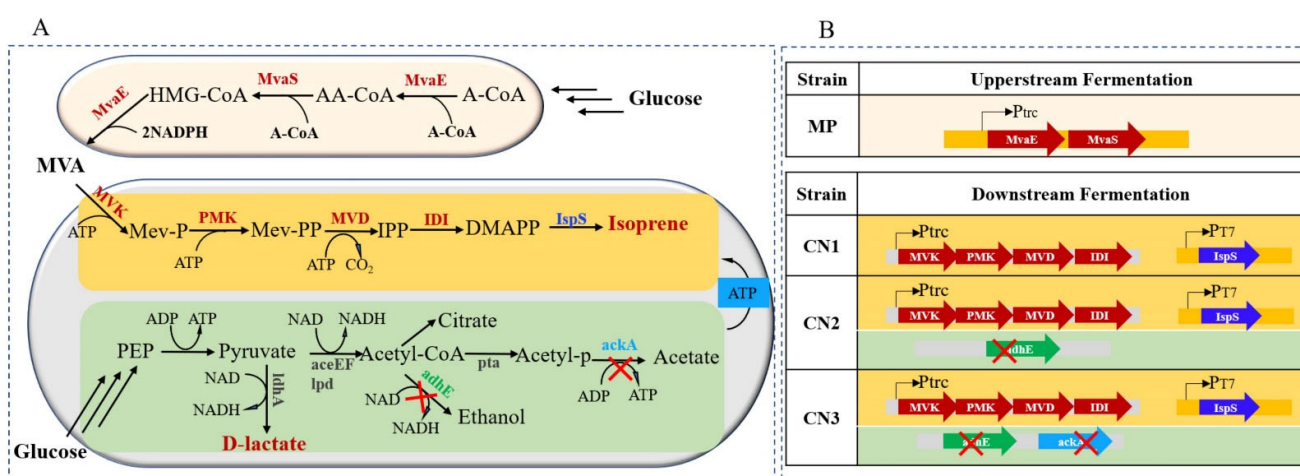 A
MvaS
MvaE
MvaE
HMG-CoA
AA-CoA
A-CoA
Glucose
2NADPH
A-CoA
A-CoA
MVA
MVK
PMK
MVD
IDI
IspS
ATP
Mev-P
Mev-PP
IPP
DMAPP
Isoprene
ATP
ATP
CO2
ATP
ADP
ATP
NAD
NADH
Citrate
PEP
Pyruvate
Acetyl-CoA
Acetyl-p
ackA
Acetate
aceEF
lpd
pta
NAD
ldhA
NADH
NAD
adhE
NADH
ADP
ATP
Ethanol
Glucose
D-lactate
B
Strain
Upperstream Fermentation
MP
Ptrc
MvaE
MvaS
Strain
Downstream Fermentation
CN1
Ptrc
PT7
MVK
PMK
MVD
IDI
IspS
CN2
Ptrc
PT7
MVK
PMK
MVD
IDI
IspS
adhE
CN3
Ptrc
PT7
MVK
PMK
MVD
IDI
IspS
adhE
ackA